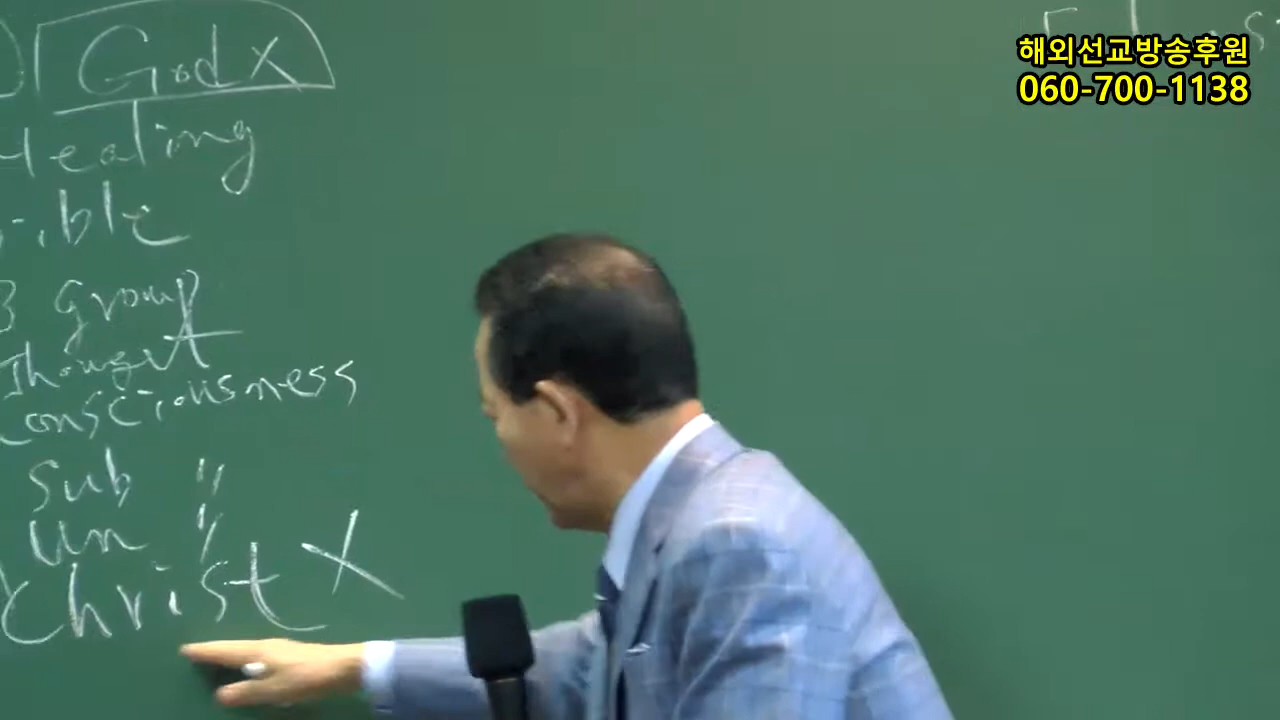 God X
Healing
3 group
Thought
Consciousness
Sub "
Un "
Christ X
해외선교방송후원
060-700-1138